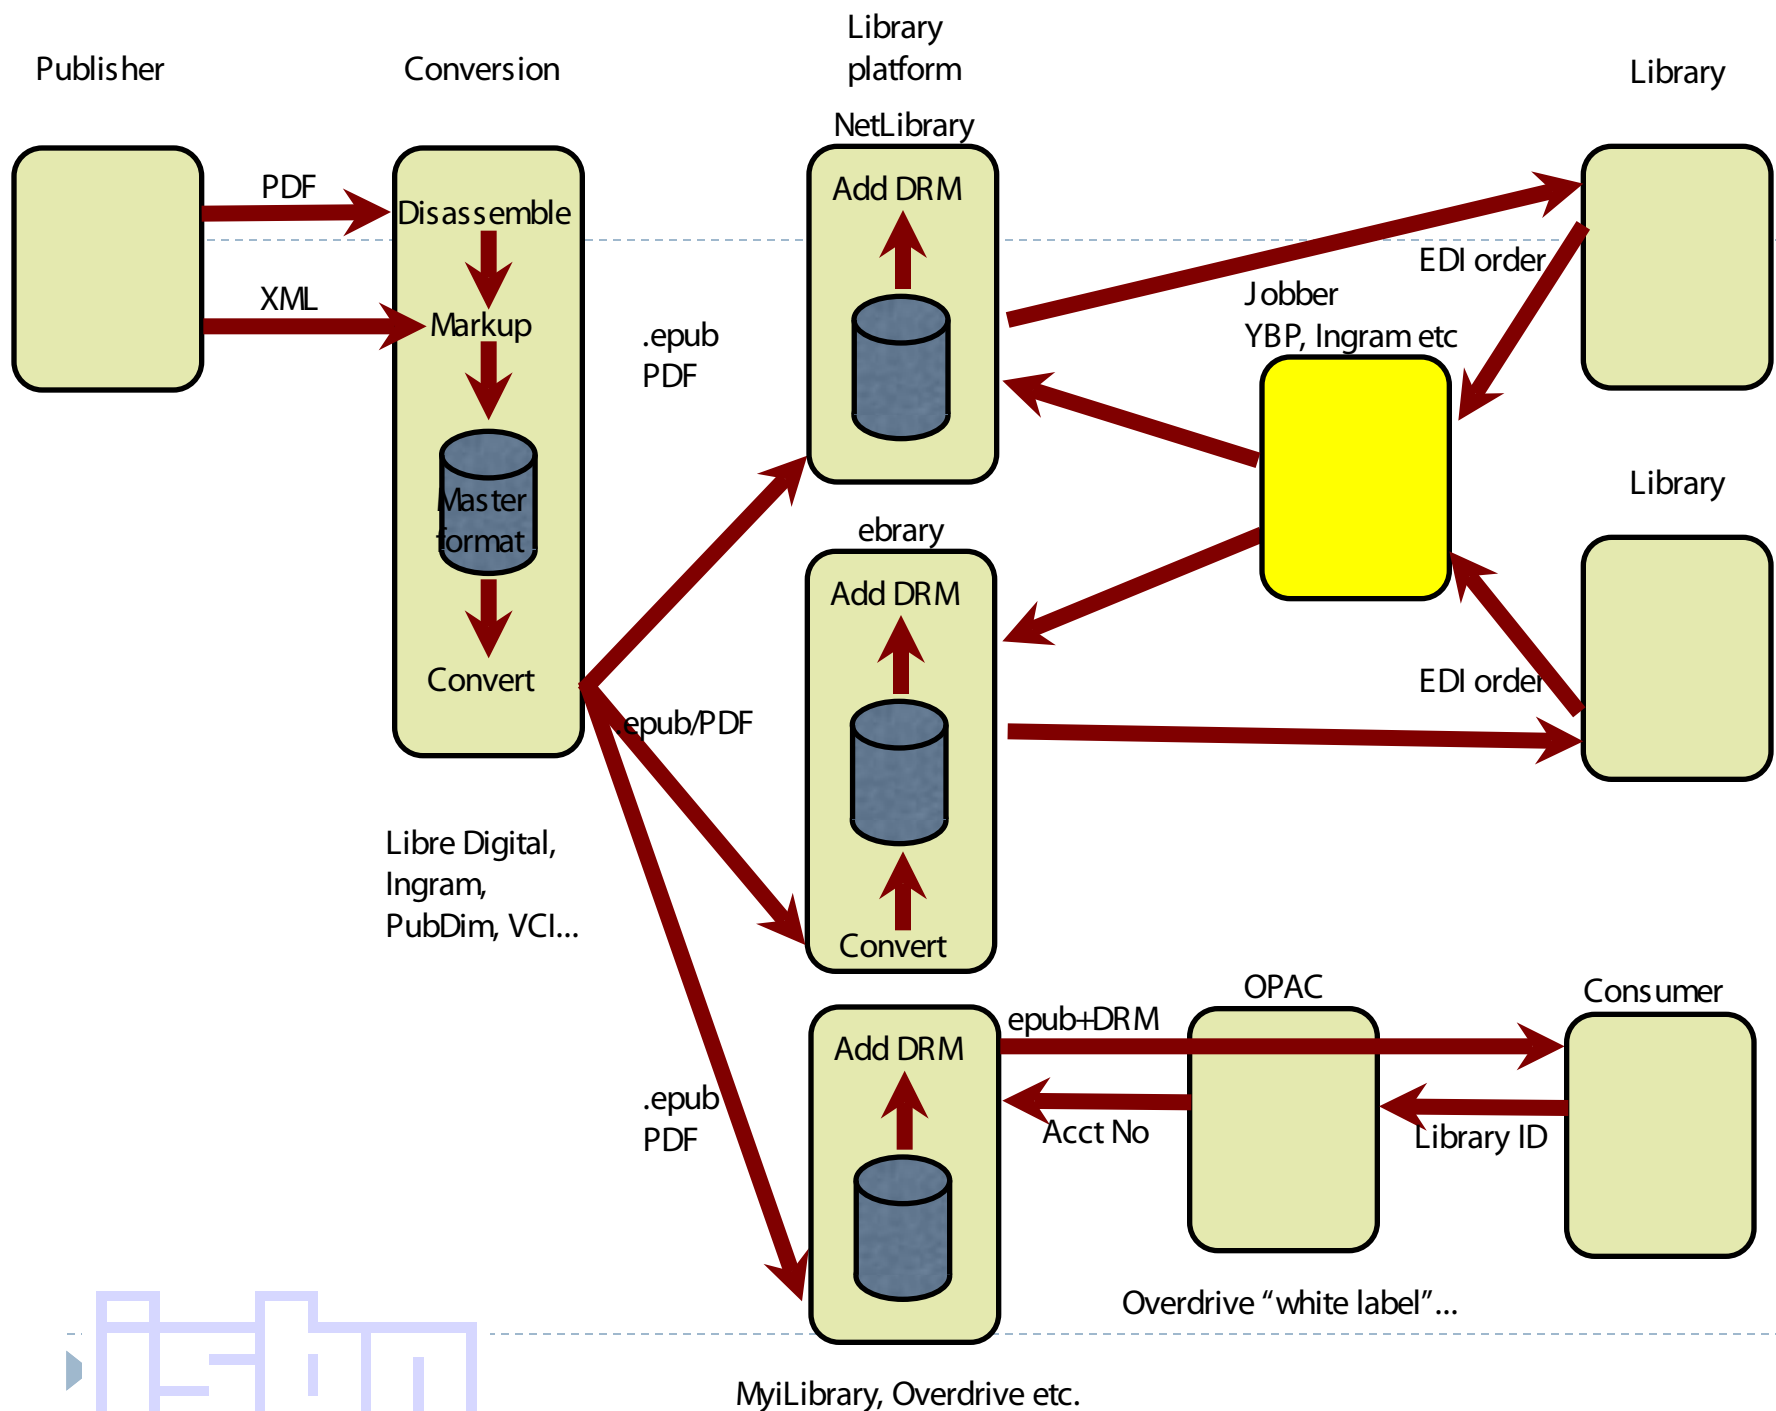 Publisher
Conversion
Library
platform
Library
NetLibrary
PDF
XML
Disassemble
Markup
Master
format
Convert
.epub
PDF
Add DRM
EDI order
Jobber
YBP, Ingram etc
Library
ebrary
Add DRM
Convert
.epub/PDF
EDI order
Libre Digital,
Ingram,
PubDim, VCI...
OPAC
Consumer
epub+DRM
Add DRM
Acct No
Library ID
.epub
PDF
Overdrive “white label”...
MyiLibrary, Overdrive etc.
isbn